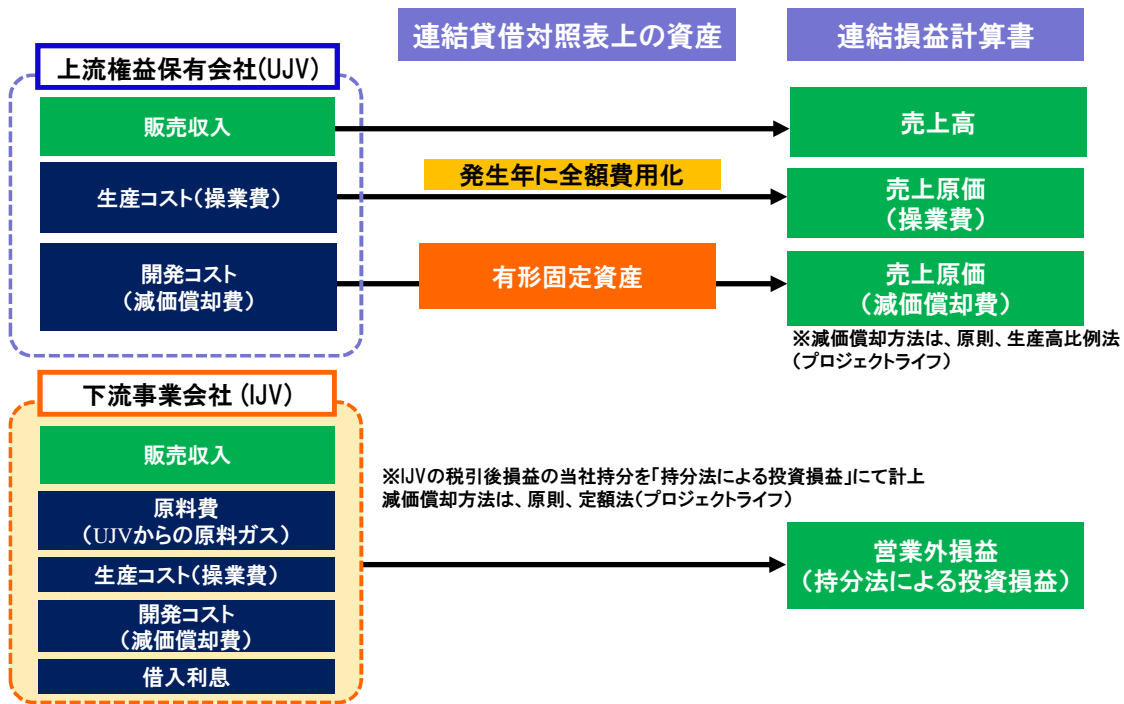 連結貸借対照表上の資産
連結損益計算書
上流権益保有会社(UJV)
販売収入
売上高
生産コスト(操業費)
発生年に全額費用化
売上原価
(操業費)
開発コスト
(減価償却費)
有形固定資産
売上原価
(減価償却費)
※減価償却方法は、原則、生産高比例法
(プロジェクトライフ)
下流事業会社 (IJV)
販売収入
※IJVの税引後損益の当社持分を「持分法による投資損益」にて計上
減価償却方法は、原則、定額法(プロジェクトライフ)
原料費
(UJVからの原料ガス)
生産コスト(操業費)
開発コスト
(減価償却費)
借入利息
営業外損益
(持分法による投資損益)